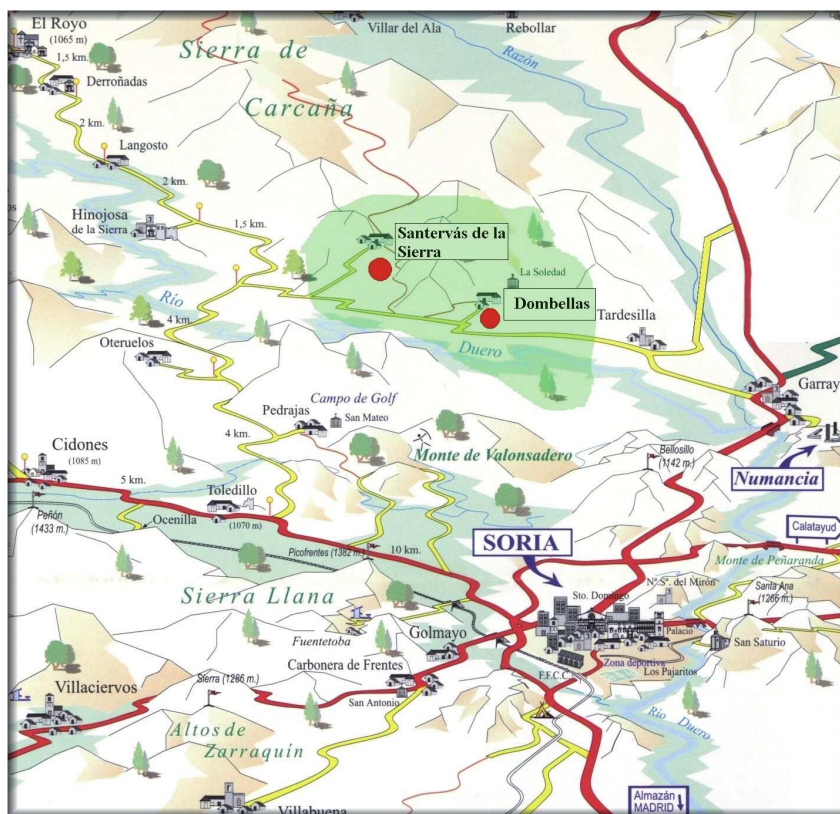 El Royo
(1065 m)
Villar del Ala
Rebollar
1,5 km.
Sierra de
Carcaña
Razón
Derroñadas
2 km.
Langosto
2 km.
Hinojosa
de la Sierra
1,5 km.
Santervás de la
Sierra
La Soledad
Dombellas
Tardesilla
Rio
Duero
4 km.
Oteruelos
Garray
Campo de Golf
San Mateo
Pedrajas
4 km.
Monte de Valonsadero
Bellosillo
(1142 m.)
Numancia
Cidones
(1085 m)
5 km.
Toledillo
(1070 m)
Peñón
(1433 m.)
Ocenilla
Picofrentes (1382 m.)
10 km.
SORIA
Calatayud
Monte de Peñaranda
Santa Ana
(1266 m.)
Nª.Sª. del Mirón
Sto. Domingo
Palacio
San Saturio
Sierra Llana
Fuentetoba
Golmayo
Carbonera de Frentes
Zona deportiva
Los Pajaritos
F.F.C.C.
Villaciervos
Sierra (1286 m.)
San Antonio
Altos de
Zarraquín
Rio Duero
Villabuena
Almazán
MADRID